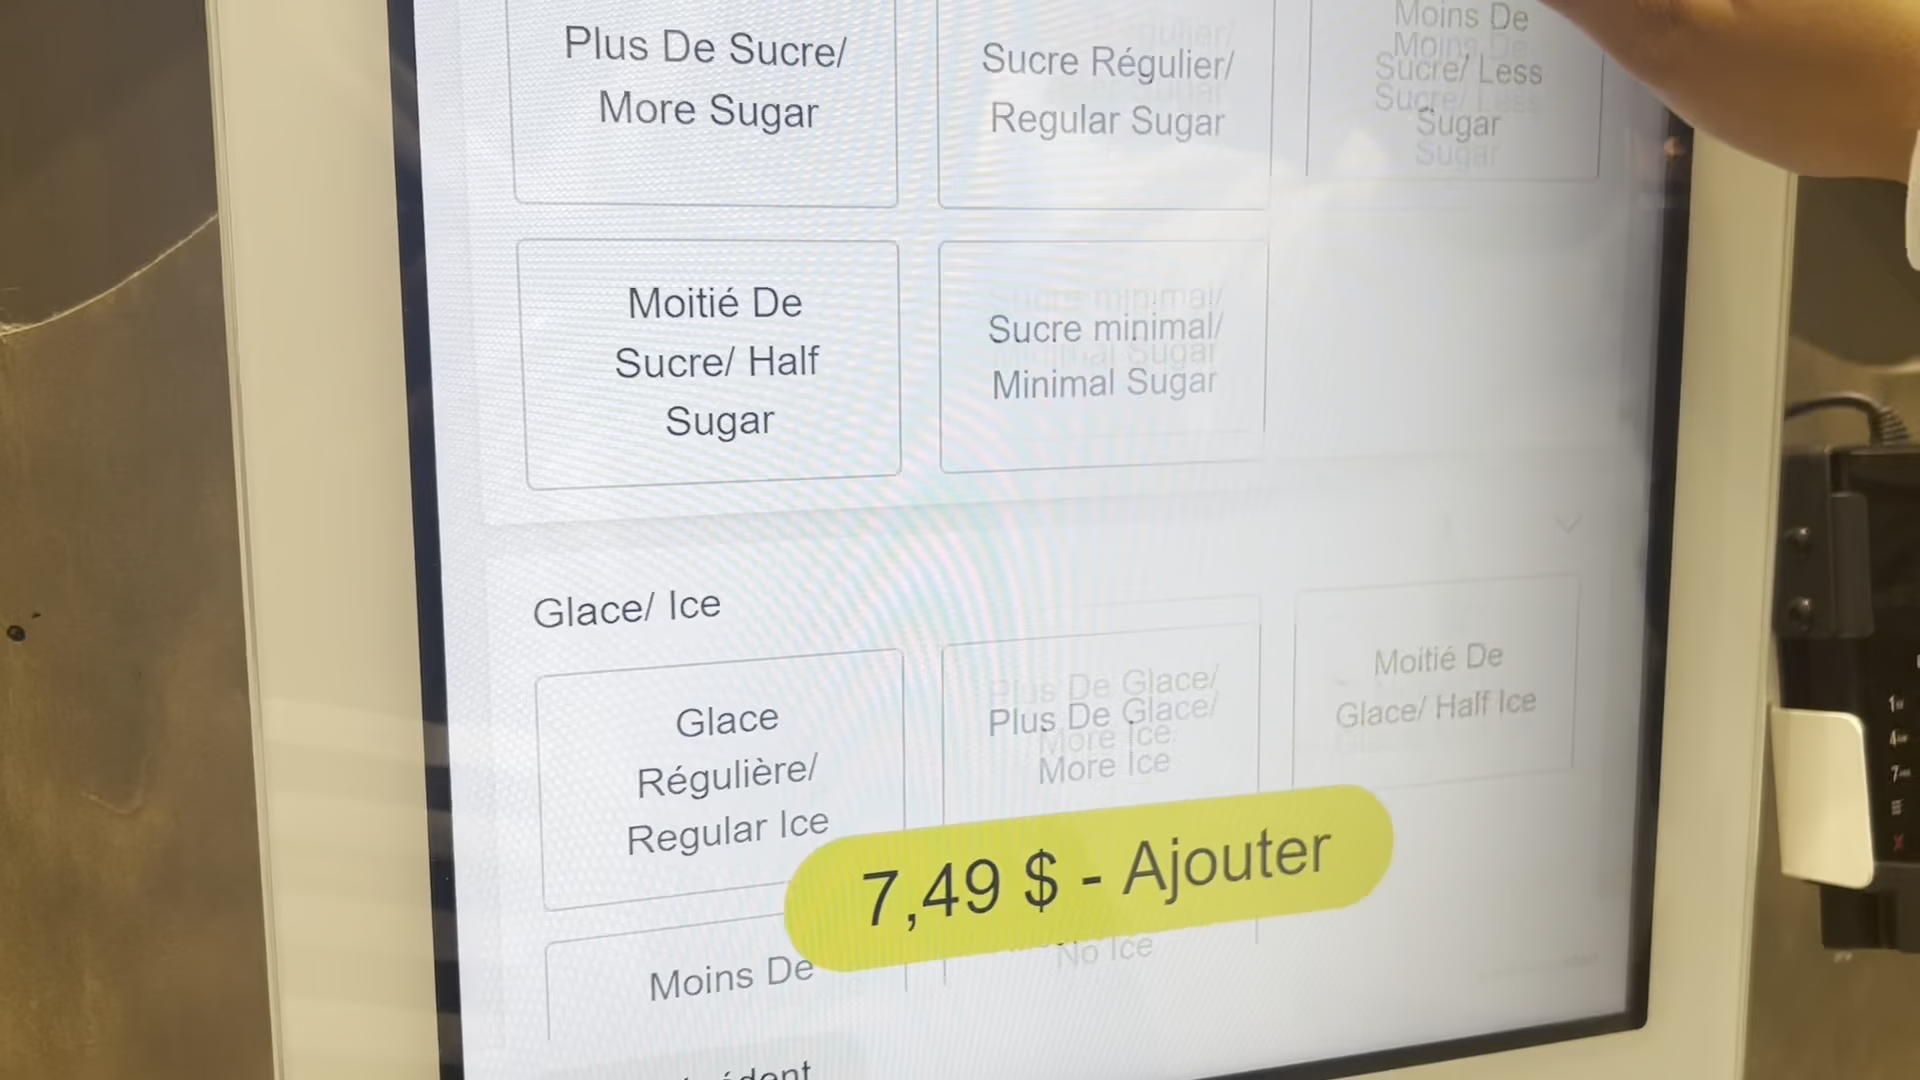 Plus De Sucre/
More Sugar
Sucre Régulier/
Regular Sugar
Moins De
Sucre/ Less
Sugar
Moitié De
Sucre/ Half
Sugar
Sucre minimal/
Minimal Sugar
Glace/ Ice
Glace
Régulière/
Regular Ice
Plus De Glace/
More Ice
Moitié De
Glace/ Half Ice
7,49 $ - Ajouter
Moins De
No Ice